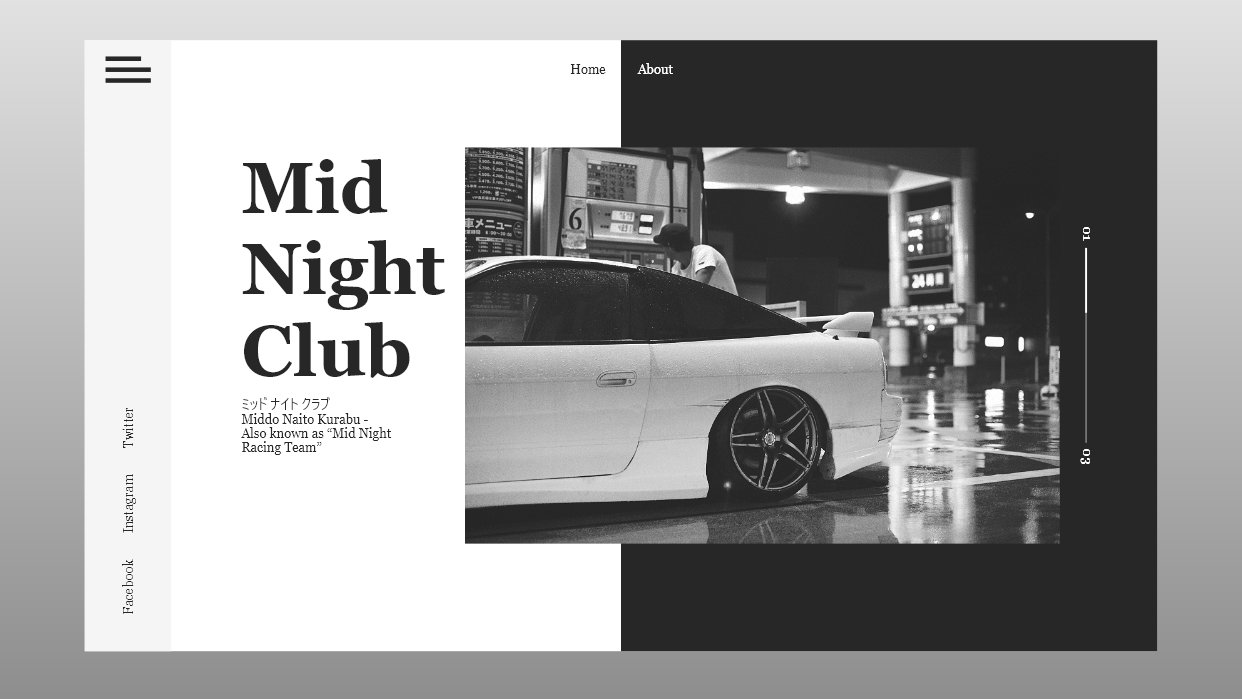 Home
About
Mid
Night
Club
ミッド ナイト クラブ
Middo Naito Kurabu -
Also known as “Mid Night
Racing Team”
Twitter
Instagram
Facebook
01
03
6
車メニュー
24時間